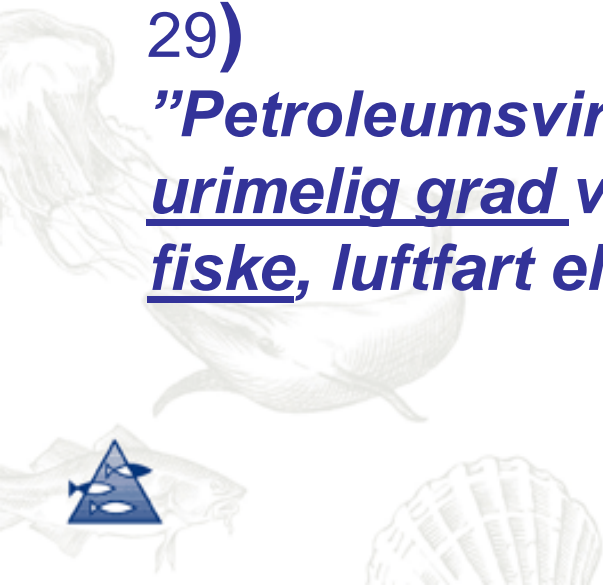 29)
”Petroleumsvir
urimelig grad v
fiske, luftfart el